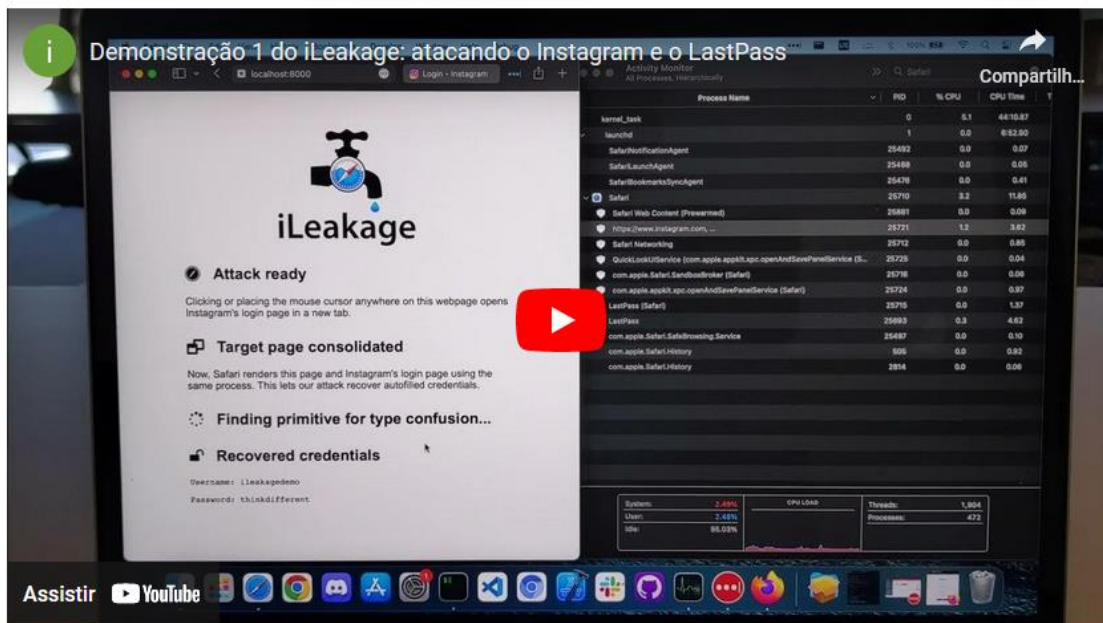 i
Demonstração 1 do iLeakage: atacando o Instagram e o LastPass
Compartilh...
localhost:8000
Login - Instagram
Activity Monitor
All Processes, Hierarchically
Safari
100%
iLeakage
Attack ready
Clicking or placing the mouse cursor anywhere on this webpage opens
Instagram's login page in a new tab.
Target page consolidated
Now, Safari renders this page and Instagram's login page using the
same process. This lets our attack recover autofilled credentials.
Finding primitive for type confusion...
Recovered credentials
Username: ileakagedemo
Password: thinkdifferent
Process Name PID % CPU CPU Time T
kernel_task 0 5.1 44:10.87
launchd 1 0.0 6:52.90
SafariNotificationAgent 25492 0.0 0.07
SafariLaunchAgent 25488 0.0 0.05
SafariBookmarksSyncAgent 25476 0.0 0.41
Safari 25710 3.2 11.85
Safari Web Content (Prewarmed) 25881 0.0 0.09
https://www.instagram.com, ... 25721 1.2 3.62
Safari Networking 25712 0.0 0.85
QuickLookUIService (com.apple.appkit.xpc.openAndSavePanelService (S... 25725 0.0 0.04
com.apple.Safari.SandboxBroker (Safari) 25716 0.0 0.06
com.apple.appkit.xpc.openAndSavePanelService (Safari) 25724 0.0 0.97
LastPass (Safari) 25715 0.0 1.37
LastPass 25693 0.3 4.62
com.apple.Safari.SafeBrowsing.Service 25497 0.0 0.10
com.apple.Safari.History 505 0.0 0.92
com.apple.Safari.History 2814 0.0 0.06
System: 2.49% CPU LOAD Threads: 1,904
User: 2.48% Processes: 472
Idle: 95.03%
Assistir YouTube